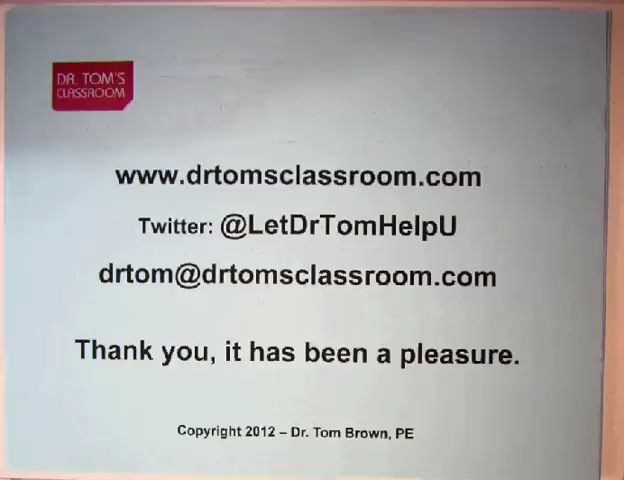 DR. TOM'S
CLASSROOM
www.drtomsclassroom.com
Twitter: @LetDrTomHelpU
drtom@drtomsclassroom.com
Thank you, it has been a pleasure.
Copyright 2012 – Dr. Tom Brown, PE